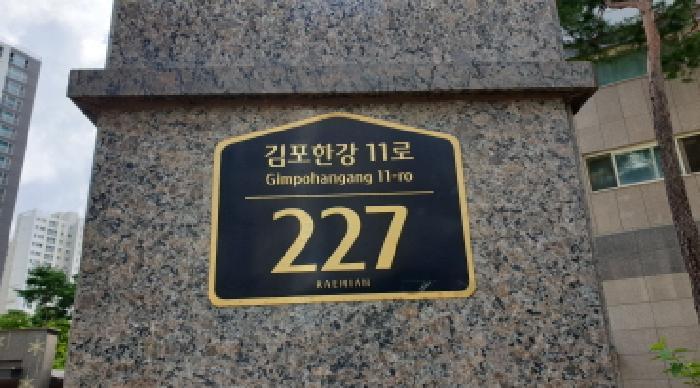 김포한강 11로
Gimpohangang 11-ro
227
RAEMIAN